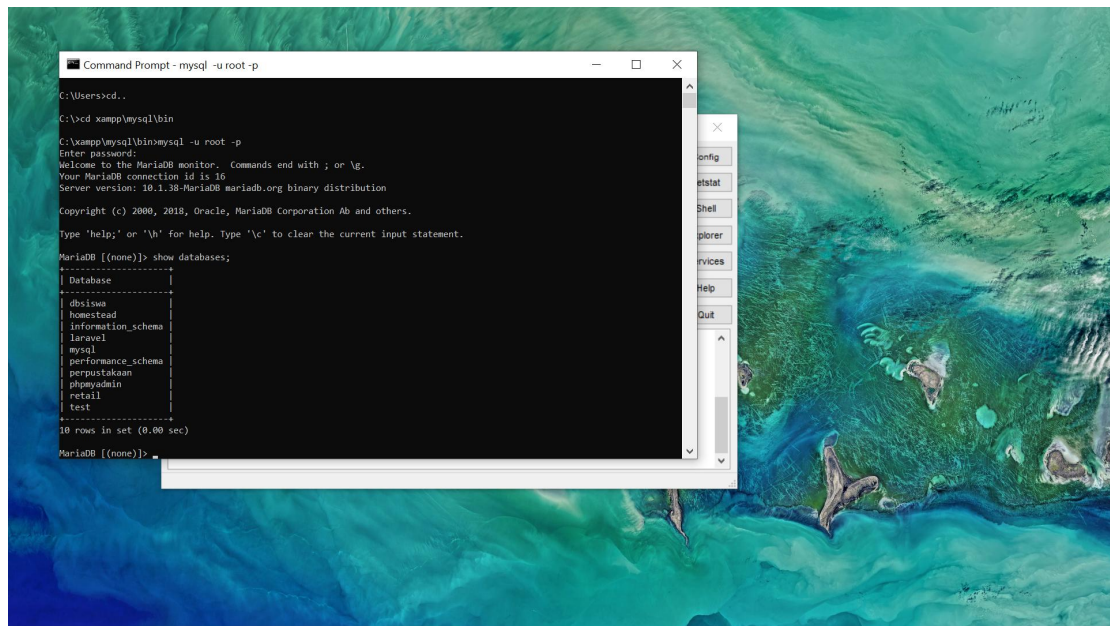 Command Prompt - mysql  -u root -p
C:\Users>cd..
C:\>cd xampp\mysql\bin
C:\xampp\mysql\bin>mysql -u root -p
Enter password:
Welcome to the MariaDB monitor.  Commands end with ; or \g.
Your MariaDB connection id is 16
Server version: 10.1.38-MariaDB mariadb.org binary distribution
Copyright (c) 2000, 2018, Oracle, MariaDB Corporation Ab and others.
Type 'help;' or '\h' for help. Type '\c' to clear the current input statement.
MariaDB [(none)]> show databases;
+--------------------+
| Database           |
+--------------------+
| dbsiswa            |
| homestead          |
| information_schema |
| laravel            |
| mysql              |
| performance_schema |
| perpustakaan       |
| phpmyadmin         |
| retail             |
| test               |
+--------------------+
10 rows in set (0.00 sec)
MariaDB [(none)]>
onfig
etstat
Shell
plorer
rvices
Help
Quit